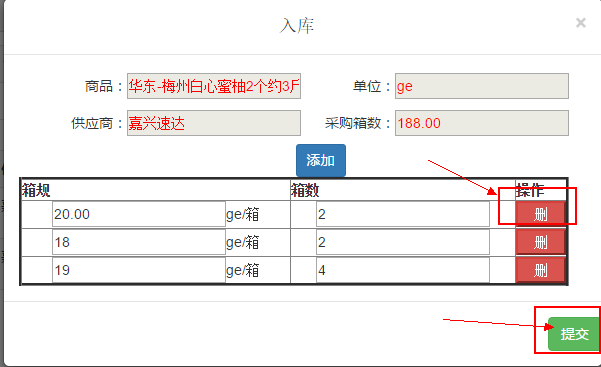 入库 ×
商品： 华东-梅州白心蜜柚2个约3斤 单位： ge
供应商： 嘉兴速达 采购箱数： 188.00
添加
箱规 箱数 操作
20.00 ge/箱 2 删
18 ge/箱 2 删
19 ge/箱 4 删
提交